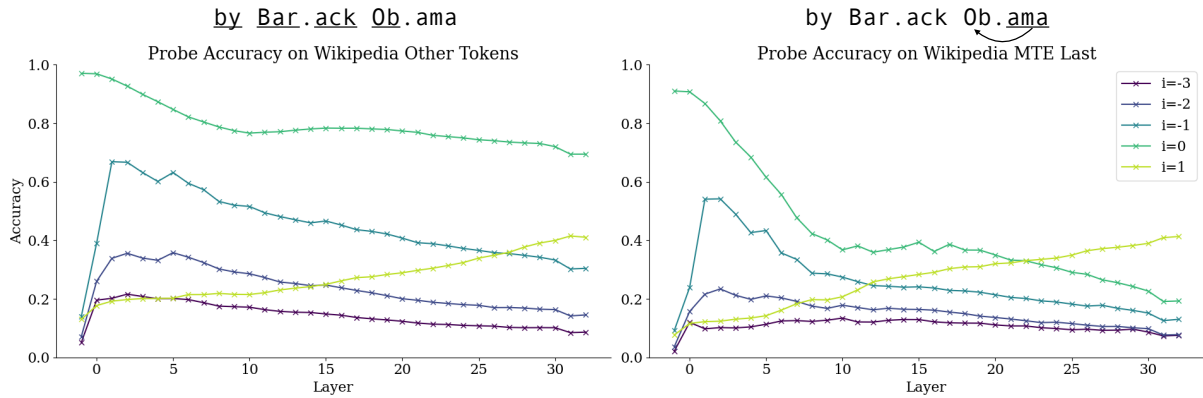 by Bar.ack Ob.ama
Probe Accuracy on Wikipedia Other Tokens
1.0
0.8
0.6
0.4
0.2
0.0
Accuracy
0 5 10 15 20 25 30
Layer
by Bar.ack Ob.ama
Probe Accuracy on Wikipedia MTE Last
1.0
0.8
0.6
0.4
0.2
0.0
i=-3
i=-2
i=-1
i=0
i=1
0 5 10 15 20 25 30
Layer